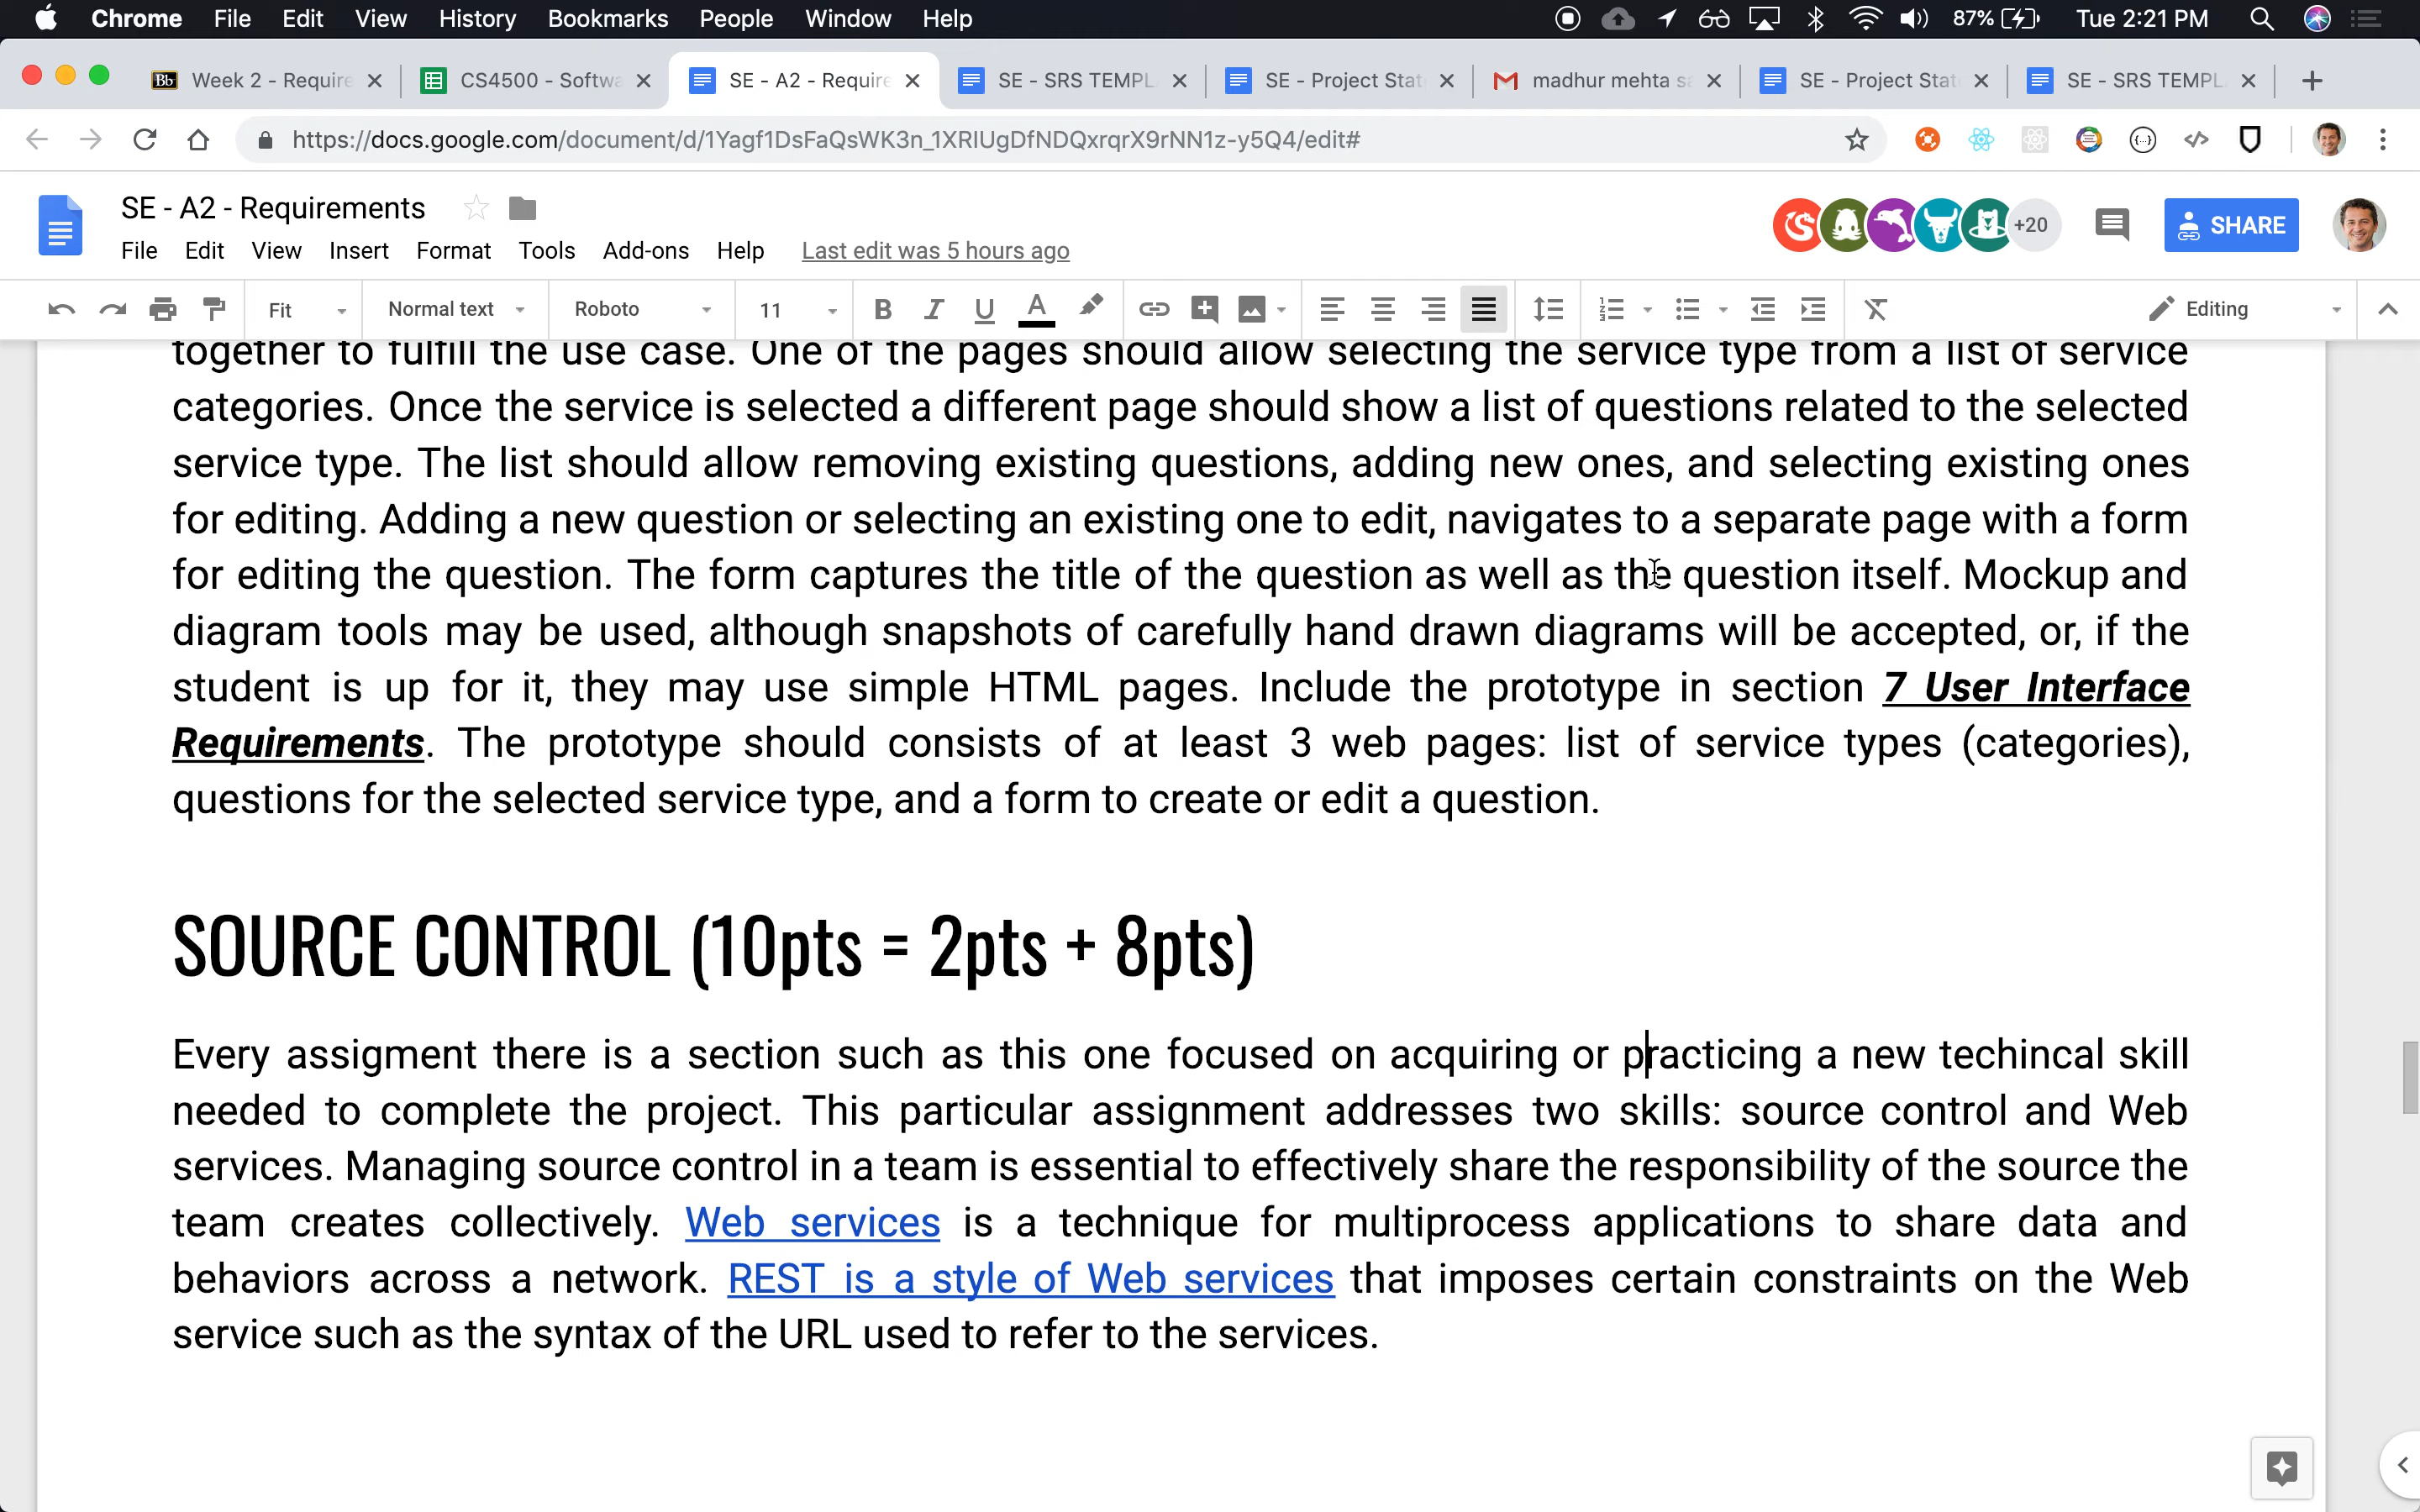 Chrome File Edit View History Bookmarks People Window Help 87% Tue 2:21 PM
Bb Week 2 - Require CS4500 - Softwa SE - A2 - Require SE - SRS TEMPL SE - Project Stat madhur mehta sa SE - Project Stat SE - SRS TEMPL
https://docs.google.com/document/d/1Yagf1DsFaQsWK3n_1XRIUgDfNDQxrqrX9rNN1z-y5Q4/edit#
SE - A2 - Requirements
+20 SHARE
File Edit View Insert Format Tools Add-ons Help Last edit was 5 hours ago
Fit Normal text Roboto 11 B I U A Editing
together to fulfill the use case. One of the pages should allow selecting the service type from a list of service
categories. Once the service is selected a different page should show a list of questions related to the selected
service type. The list should allow removing existing questions, adding new ones, and selecting existing ones
for editing. Adding a new question or selecting an existing one to edit, navigates to a separate page with a form
for editing the question. The form captures the title of the question as well as the question itself. Mockup and
diagram tools may be used, although snapshots of carefully hand drawn diagrams will be accepted, or, if the
student is up for it, they may use simple HTML pages. Include the prototype in section 7 User Interface
Requirements. The prototype should consists of at least 3 web pages: list of service types (categories),
questions for the selected service type, and a form to create or edit a question.
SOURCE CONTROL (10pts = 2pts + 8pts)
Every assigment there is a section such as this one focused on acquiring or practicing a new techincal skill
needed to complete the project. This particular assignment addresses two skills: source control and Web
services. Managing source control in a team is essential to effectively share the responsibility of the source the
team creates collectively. Web services is a technique for multiprocess applications to share data and
behaviors across a network. REST is a style of Web services that imposes certain constraints on the Web
service such as the syntax of the URL used to refer to the services.